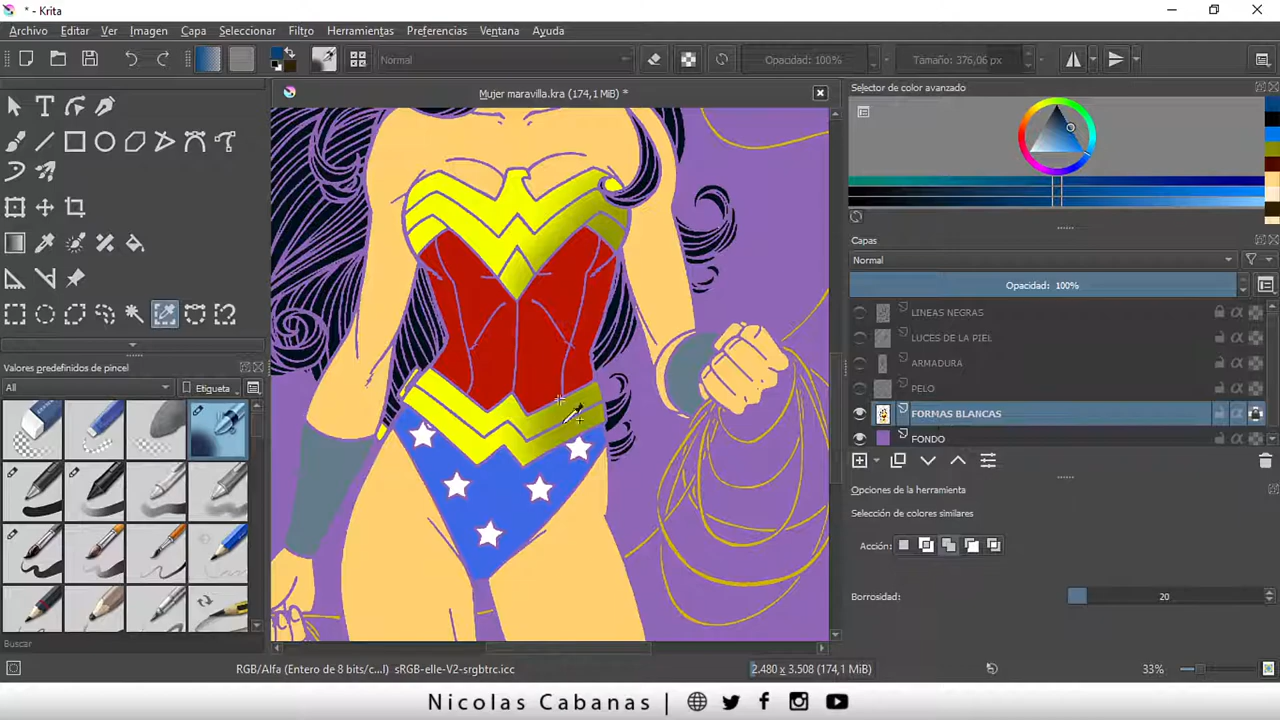 * - Krita
Archivo Editar Ver Imagen Capa Seleccionar Filtro Herramientas Preferencias Ventana Ayuda
Normal Opacidad: 100% Tamaño: 376,06 px
Mujer maravilla.kra (174,1 MiB) *
Selector de color avanzado
Capas
Normal
Opacidad: 100%
LINEAS NEGRAS
LUCES DE LA PIEL
ARMADURA
PELO
FORMAS BLANCAS
FONDO
Valores predefinidos de pincel
All Etiqueta
Opciones de la herramienta
Selección de colores similares
Acción:
Borrosidad: 20
Buscar
RGB/Alfa (Entero de 8 bits/c...l) sRGB-elle-V2-srgbtrc.icc 2.480 x 3.508 (174,1 MiB) 33%
Nicolas Cabanas |